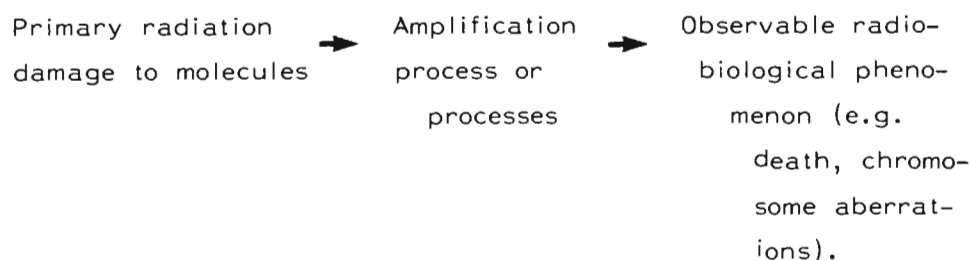 Primary radiation
damage to molecules
Amplification
process or
processes
Observable radio-
biological pheno-
menon (e.g.
death, chromo-
some aberrat-
ions).